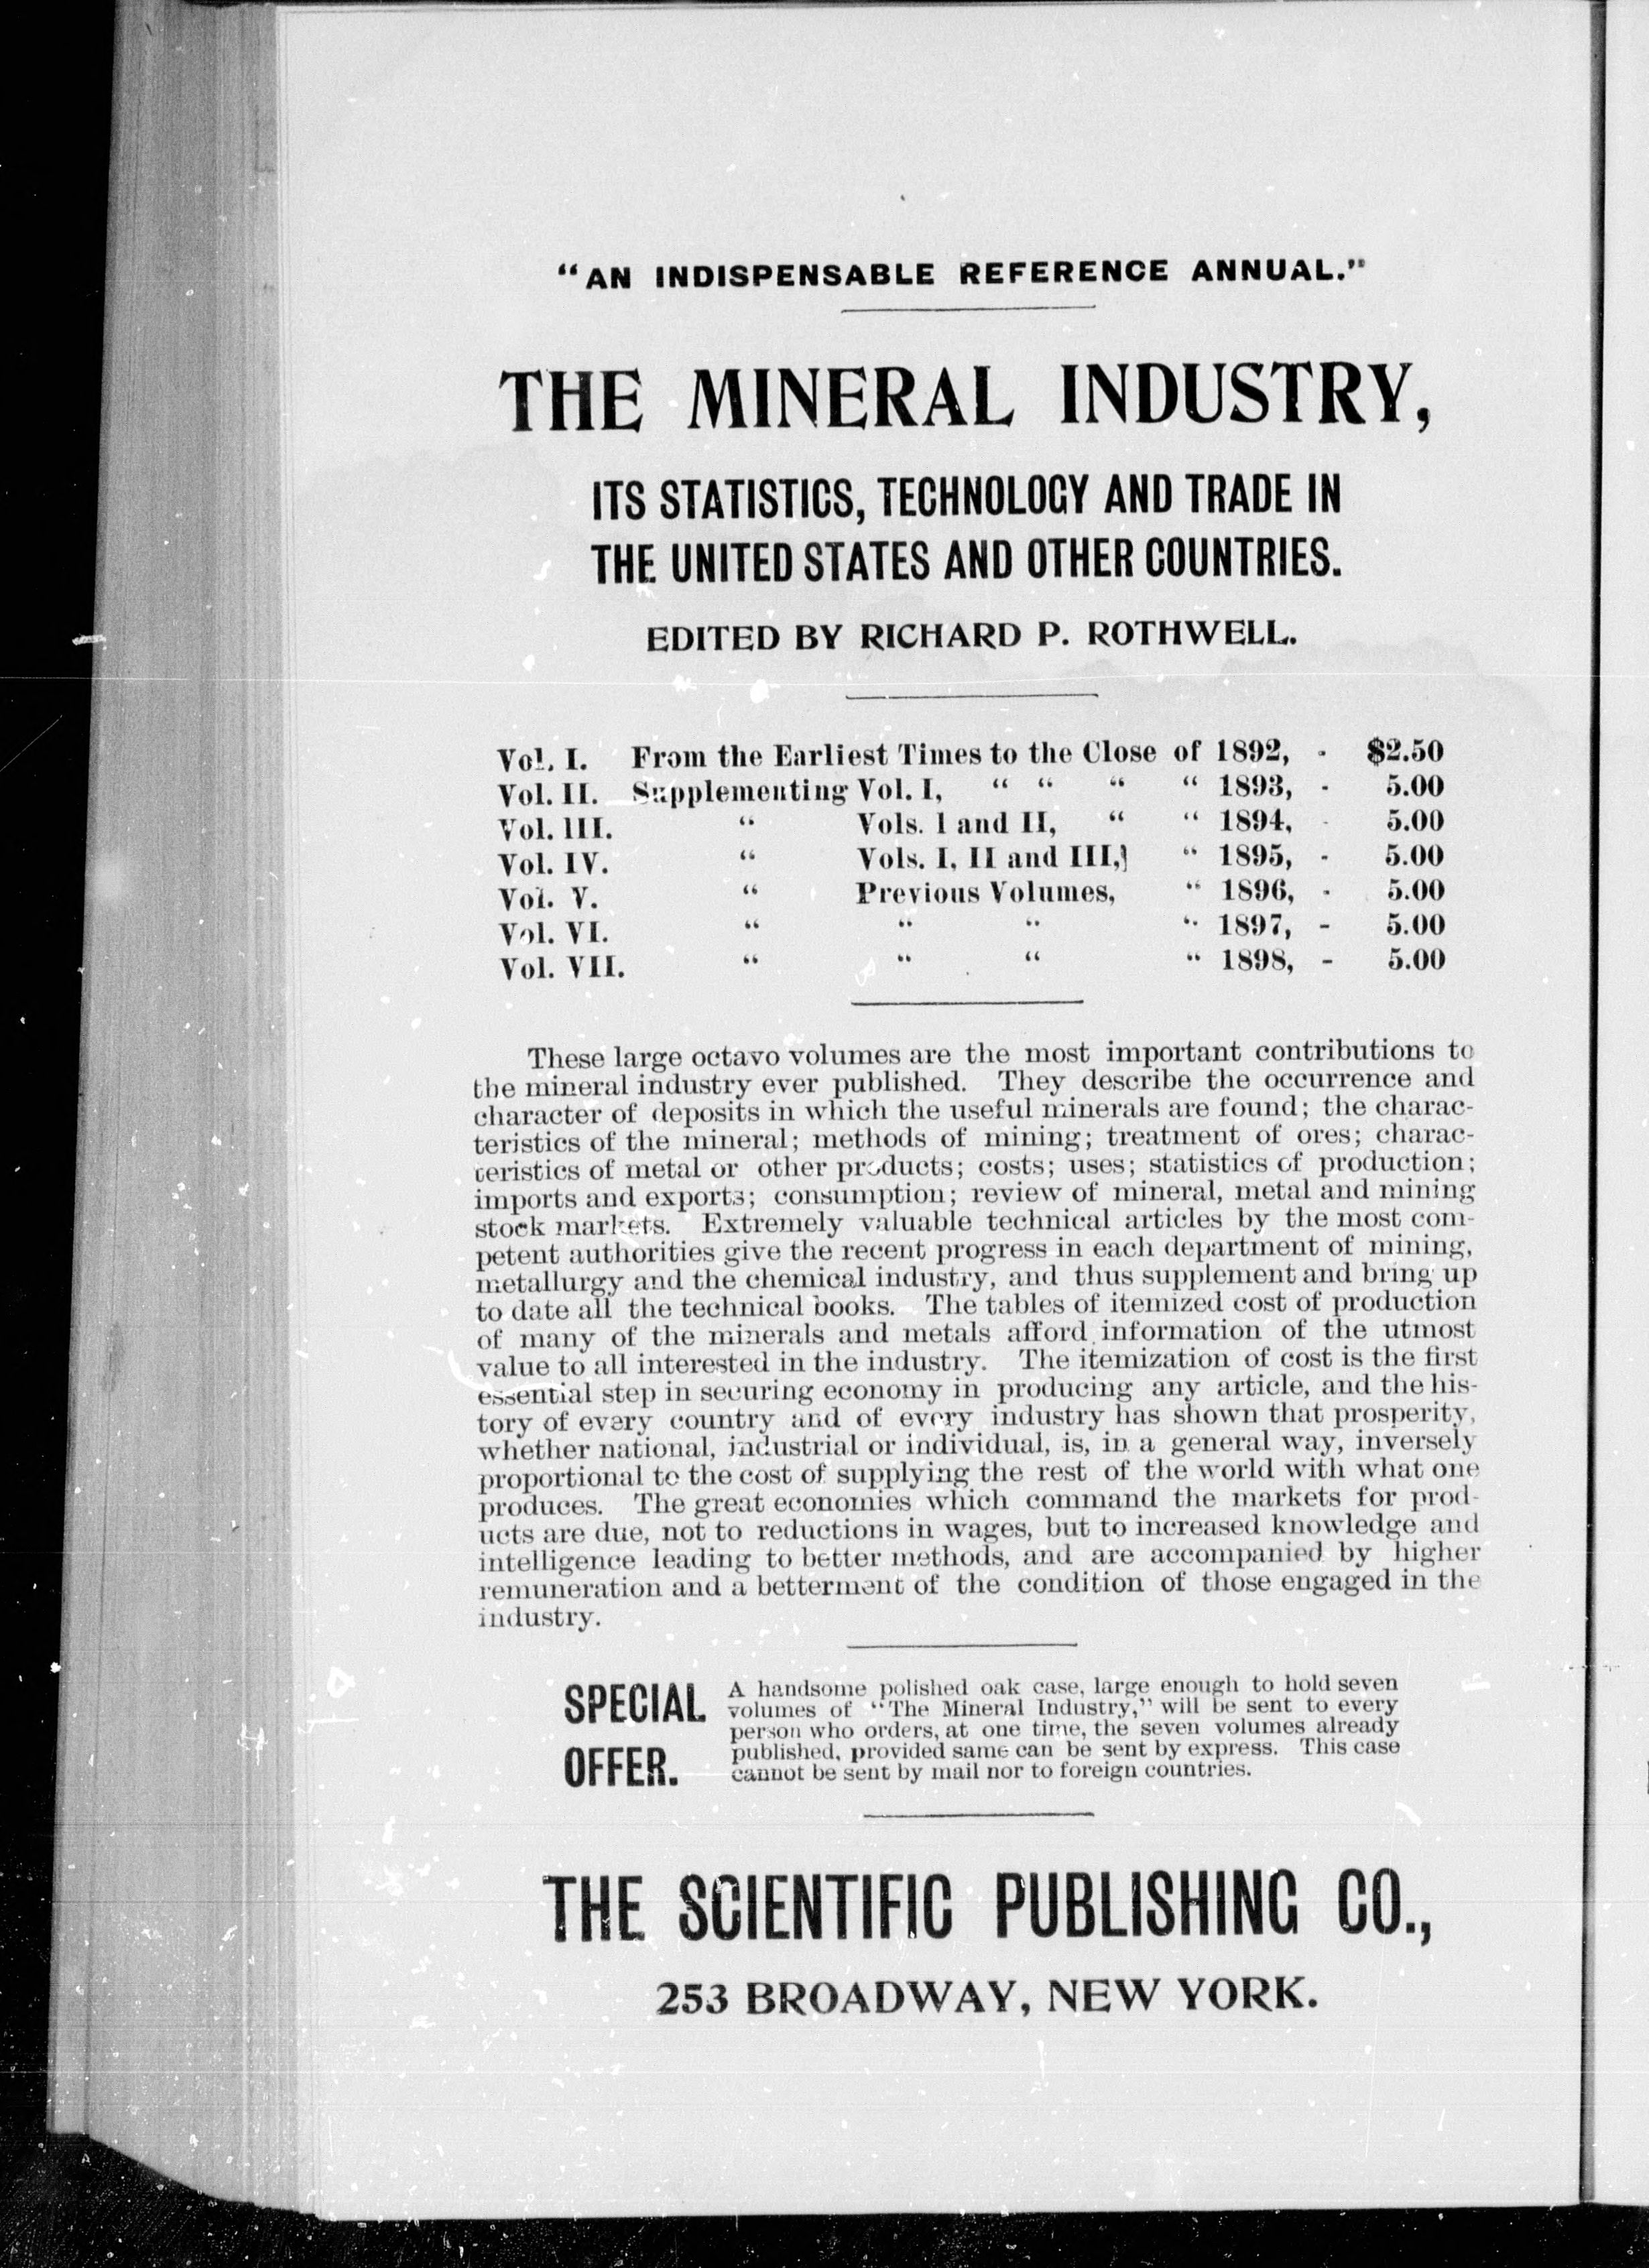 "AN INDISPENSABLE REFERENCE ANNUAL."
THE MINERAL INDUSTRY,
ITS STATISTICS, TECHNOLOGY AND TRADE IN
THE UNITED STATES AND OTHER COUNTRIES.
EDITED BY RICHARD P. ROTHWELL.
Vol. I. From the Earliest Times to the Close of 1892, - $2.50
Vol. II. Supplementing Vol. I, " " " " 1893, - 5.00
Vol. III. " Vols. I and II, " " 1894, - 5.00
Vol. IV. " Vols. I, II and III, " 1895, - 5.00
Vol. V. " Previous Volumes, " 1896, - 5.00
Vol. VI. " " " " 1897, - 5.00
Vol. VII. " " " " 1898, - 5.00
These large octavo volumes are the most important contributions to
the mineral industry ever published. They describe the occurrence and
character of deposits in which the useful minerals are found; the charac-
teristics of the mineral; methods of mining; treatment of ores; charac-
teristics of metal or other products; costs; uses; statistics of production;
imports and exports; consumption; review of mineral, metal and mining
stock markets. Extremely valuable technical articles by the most com-
petent authorities give the recent progress in each department of mining,
metallurgy and the chemical industry, and thus supplement and bring up
to date all the technical books. The tables of itemized cost of production
of many of the minerals and metals afford information of the utmost
value to all interested in the industry. The itemization of cost is the first
essential step in securing economy in producing any article, and the his-
tory of every country and of every industry has shown that prosperity,
whether national, industrial or individual, is, in a general way, inversely
proportional to the cost of supplying the rest of the world with what one
produces. The great economies which command the markets for prod-
ucts are due, not to reductions in wages, but to increased knowledge and
intelligence leading to better methods, and are accompanied by higher
remuneration and a betterment of the condition of those engaged in the
industry.
SPECIAL OFFER.
A handsome polished oak case, large enough to hold seven
volumes of "The Mineral Industry," will be sent to every
person who orders, at one time, the seven volumes already
published, provided same can be sent by express. This case
cannot be sent by mail nor to foreign countries.
THE SCIENTIFIC PUBLISHING CO.,
253 BROADWAY, NEW YORK.